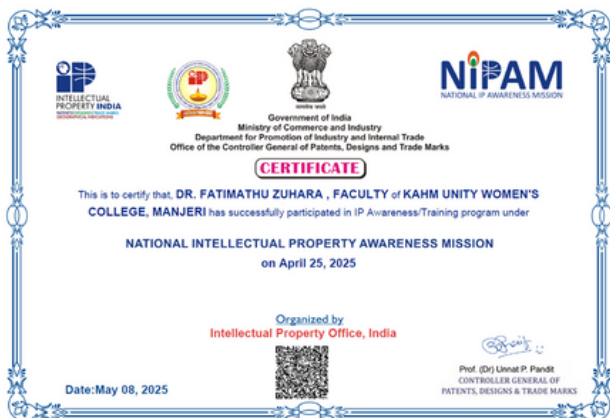 INTELLECTUAL
PROPERTY INDIA
NiPAM
NATIONAL IP AWARENESS MISSION
Government of India
Ministry of Commerce and Industry
Department for Promotion of Industry and Internal Trade
Office of the Controller General of Patents, Designs and Trade Marks
CERTIFICATE
This is to certify that, DR. FATIMATHU ZUHARA , FACULTY of KAHM UNITY WOMEN'S
COLLEGE, MANJERI has successfully participated in IP Awareness/Training program under
NATIONAL INTELLECTUAL PROPERTY AWARENESS MISSION
on April 25, 2025
Organized by
Intellectual Property Office, India
Prof. (Dr) Unnat P. Pandit
CONTROLLER GENERAL OF
PATENTS, DESIGNS & TRADE MARKS
Date:May 08, 2025